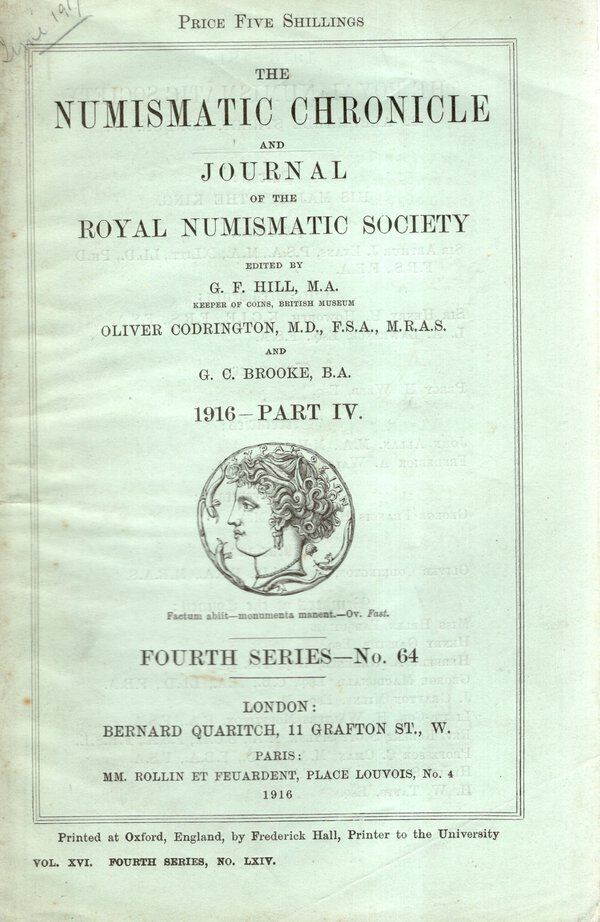 June 1917
PRICE FIVE SHILLINGS
THE
NUMISMATIC CHRONICLE
AND
JOURNAL
OF THE
ROYAL NUMISMATIC SOCIETY
EDITED BY
G. F. HILL, M.A.
KEEPER OF COINS, BRITISH MUSEUM
OLIVER CODRINGTON, M.D., F.S.A., M.R.A.S.
AND
G. C. BROOKE, B.A.
1916—PART IV.
ΣΥΡΑΚΟΣΙΩΝ
Factum abiit—monumenta manent.—Ov. Fast.
FOURTH SERIES—No. 64
LONDON:
BERNARD QUARITCH, 11 GRAFTON ST., W.
PARIS:
MM. ROLLIN ET FEUARDENT, PLACE LOUVOIS, No. 4
1916
Printed at Oxford, England, by Frederick Hall, Printer to the University
VOL. XVI. FOURTH SERIES, NO. LXIV.